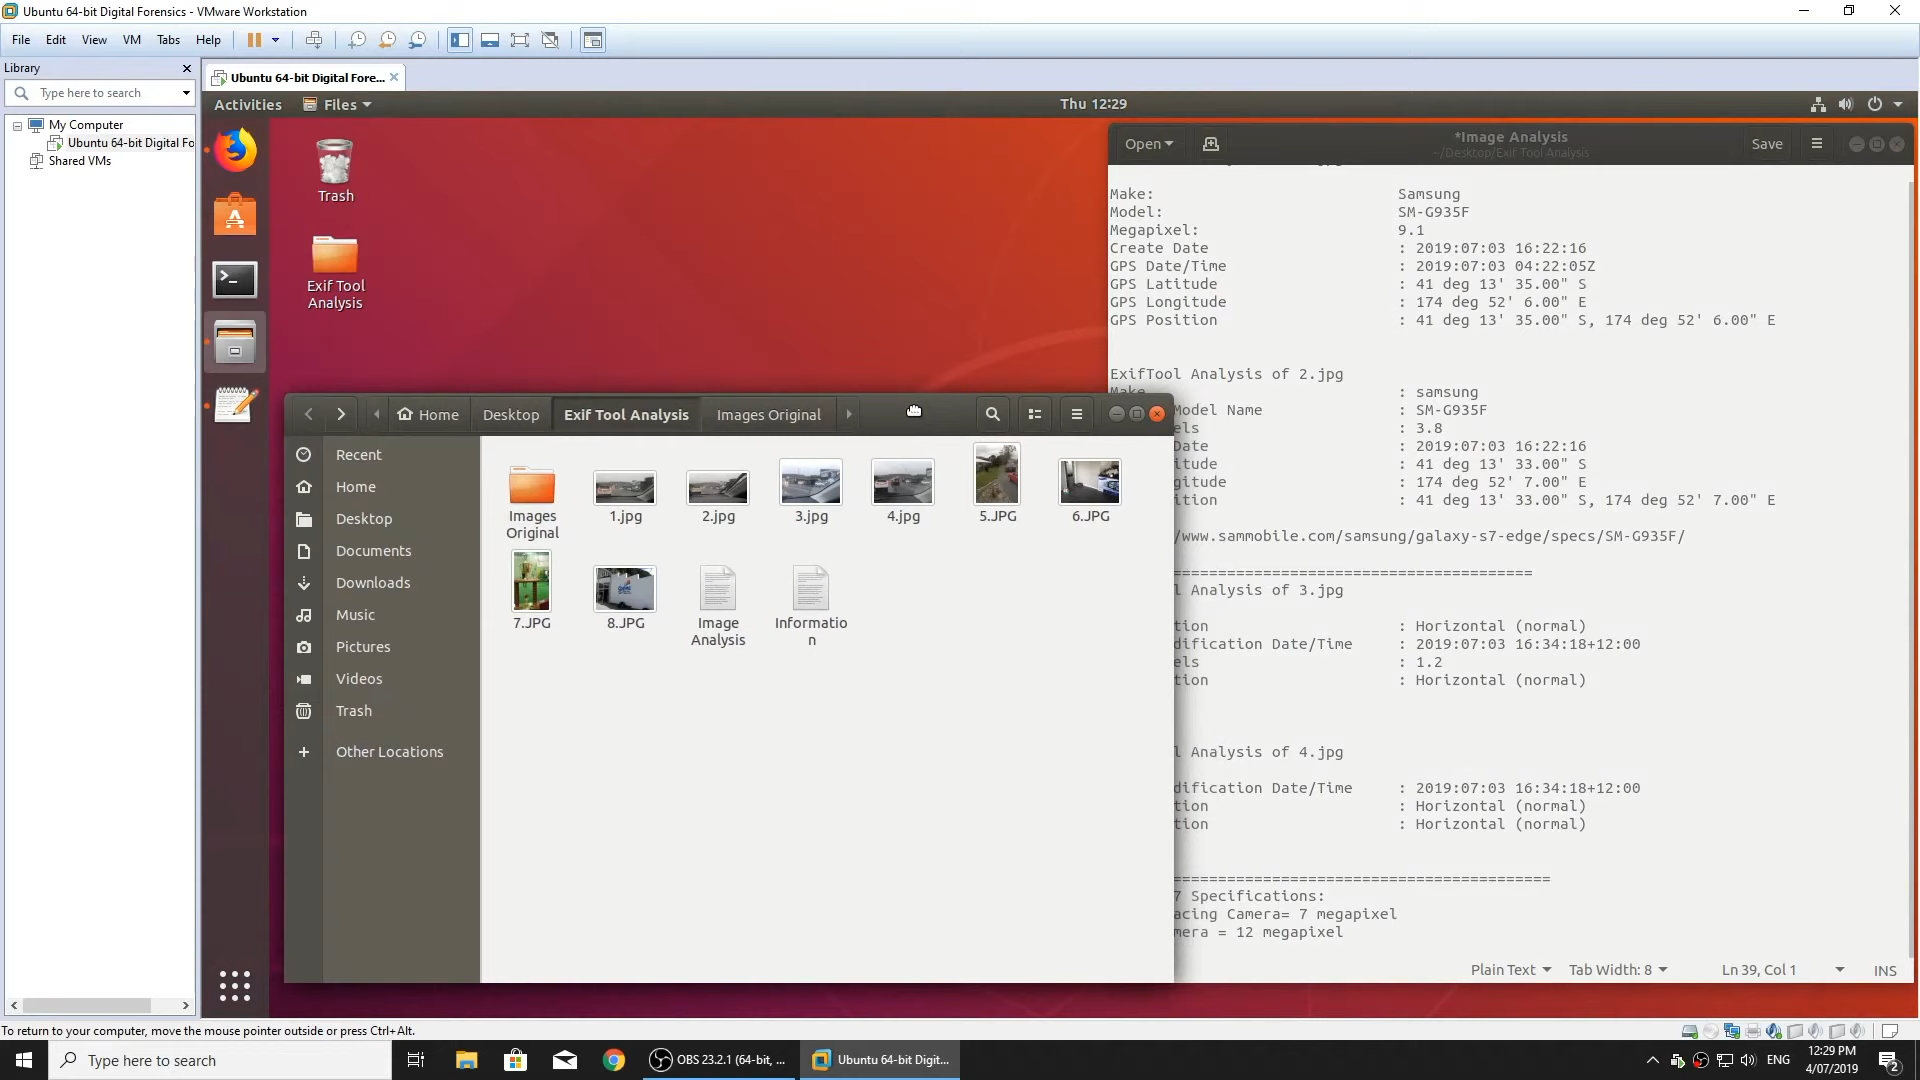 Ubuntu 64-bit Digital Forensics - VMware Workstation
File Edit View VM Tabs Help
Library
Type here to search
My Computer
Ubuntu 64-bit Digital Fo
Shared VMs
Ubuntu 64-bit Digital Fore...
Activities Files Thu 12:29
Trash
Exif Tool
Analysis
Open *Image Analysis Save
~/Desktop/Exif Tool Analysis
Make: Samsung
Model: SM-G935F
Megapixel: 9.1
Create Date : 2019:07:03 16:22:16
GPS Date/Time : 2019:07:03 04:22:05Z
GPS Latitude : 41 deg 13' 35.00" S
GPS Longitude : 174 deg 52' 6.00" E
GPS Position : 41 deg 13' 35.00" S, 174 deg 52' 6.00" E
ExifTool Analysis of 2.jpg
Make : samsung
Model Name : SM-G935F
els : 3.8
Date : 2019:07:03 16:22:16
itude : 41 deg 13' 33.00" S
gitude : 174 deg 52' 7.00" E
ition : 41 deg 13' 33.00" S, 174 deg 52' 7.00" E
/www.sammobile.com/samsung/galaxy-s7-edge/specs/SM-G935F/
========================================
l Analysis of 3.jpg
tion : Horizontal (normal)
dification Date/Time : 2019:07:03 16:34:18+12:00
els : 1.2
tion : Horizontal (normal)
l Analysis of 4.jpg
dification Date/Time : 2019:07:03 16:34:18+12:00
tion : Horizontal (normal)
tion : Horizontal (normal)
==========================================
7 Specifications:
acing Camera= 7 megapixel
mera = 12 megapixel
Plain Text Tab Width: 8 Ln 39, Col 1 INS
Home Desktop Exif Tool Analysis Images Original
Recent
Home
Desktop
Documents
Downloads
Music
Pictures
Videos
Trash
Other Locations
Images
Original
1.jpg
2.jpg
3.jpg
4.jpg
5.JPG
6.JPG
7.JPG
8.JPG
Image
Analysis
Informatio
n
To return to your computer, move the mouse pointer outside or press Ctrl+Alt.
Type here to search
OBS 23.2.1 (64-bit, ...
Ubuntu 64-bit Digit...
ENG
12:29 PM
4/07/2019
2